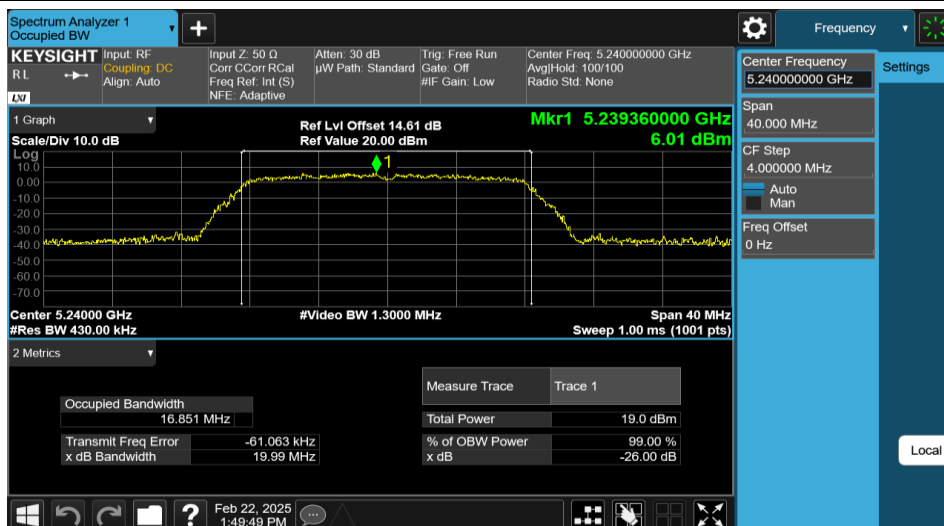 Spectrum Analyzer 1
Occupied BW
+
Frequency
KEYSIGHT
R L
LXI
Input: RF
Coupling: DC
Align: Auto
Input Z: 50 Ω
Corr CCorr RCal
Freq Ref: Int (S)
NFE: Adaptive
Atten: 30 dB
µW Path: Standard
Trig: Free Run
Gate: Off
#IF Gain: Low
Center Freq: 5.240000000 GHz
Avg|Hold: 100/100
Radio Std: None
Center Frequency
5.240000000 GHz
Settings
Span
40.000 MHz
CF Step
4.000000 MHz
Auto
Man
Freq Offset
0 Hz
Local
1 Graph
Scale/Div 10.0 dB
Ref Lvl Offset 14.61 dB
Ref Value 20.00 dBm
Mkr1 5.239360000 GHz
6.01 dBm
Log
10.0
0.00
-10.0
-20.0
-30.0
-40.0
-50.0
-60.0
-70.0
1
Center 5.24000 GHz
#Res BW 430.00 kHz
#Video BW 1.3000 MHz
Span 40 MHz
Sweep 1.00 ms (1001 pts)
2 Metrics
Measure Trace Trace 1
Occupied Bandwidth
16.851 MHz
Total Power 19.0 dBm
Transmit Freq Error -61.063 kHz
% of OBW Power 99.00 %
x dB Bandwidth 19.99 MHz
x dB -26.00 dB
?
Feb 22, 2025
1:49:49 PM